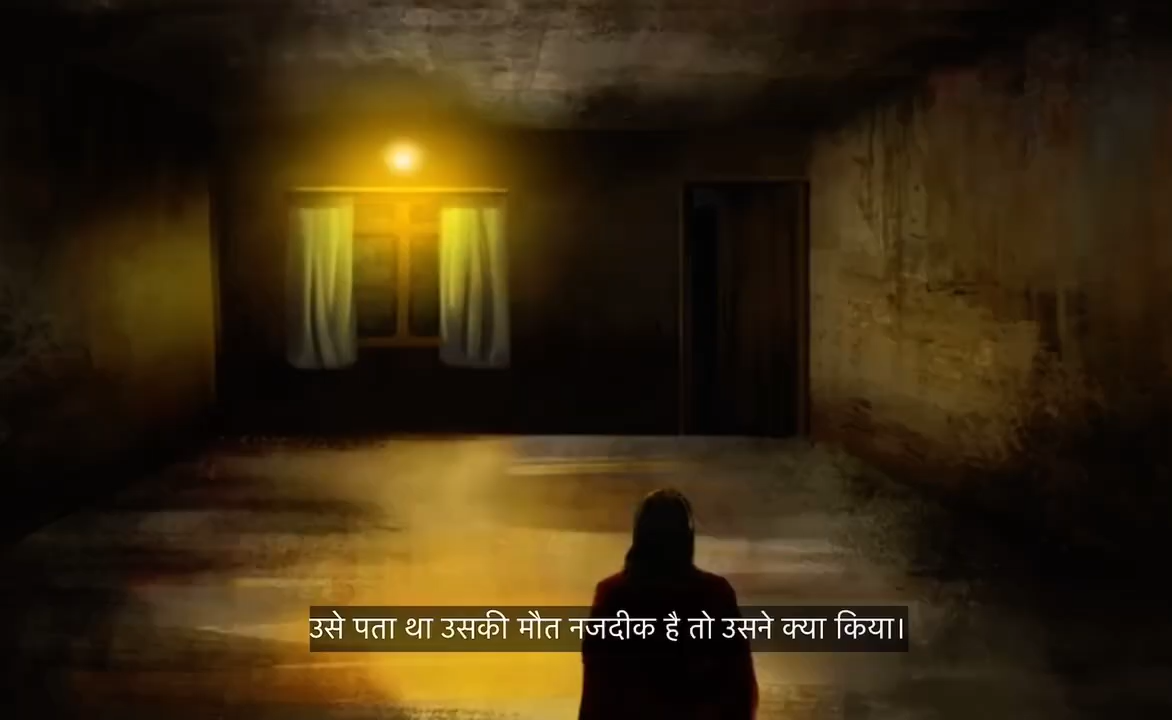 उसे पता था उसकी मौत नजदीक है तो उसने क्या किया।